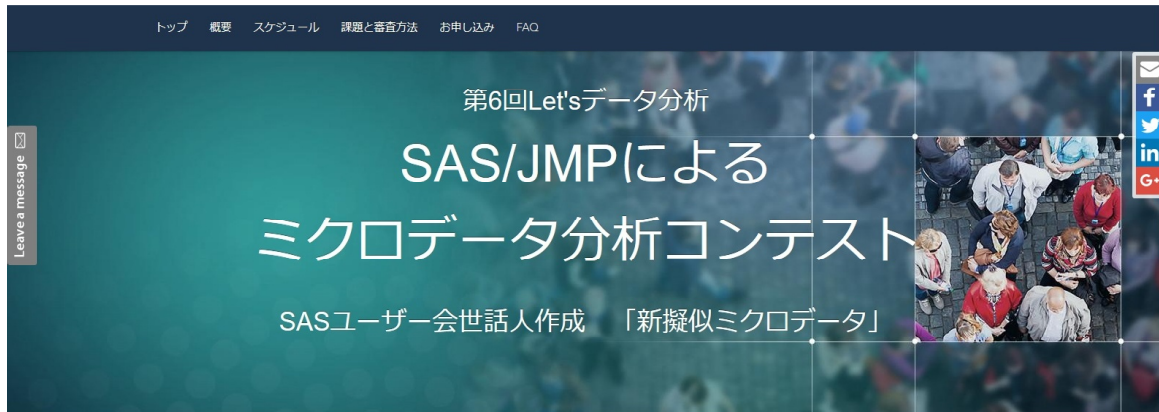 トップ 概要 スケジュール 課題と審査方法 お申し込み FAQ
第6回Let'sデータ分析
SAS/JMPによる
ミクロデータ分析コンテスト
SASユーザー会世話人作成 「新擬似ミクロデータ」
Leave a message
f
in
G+